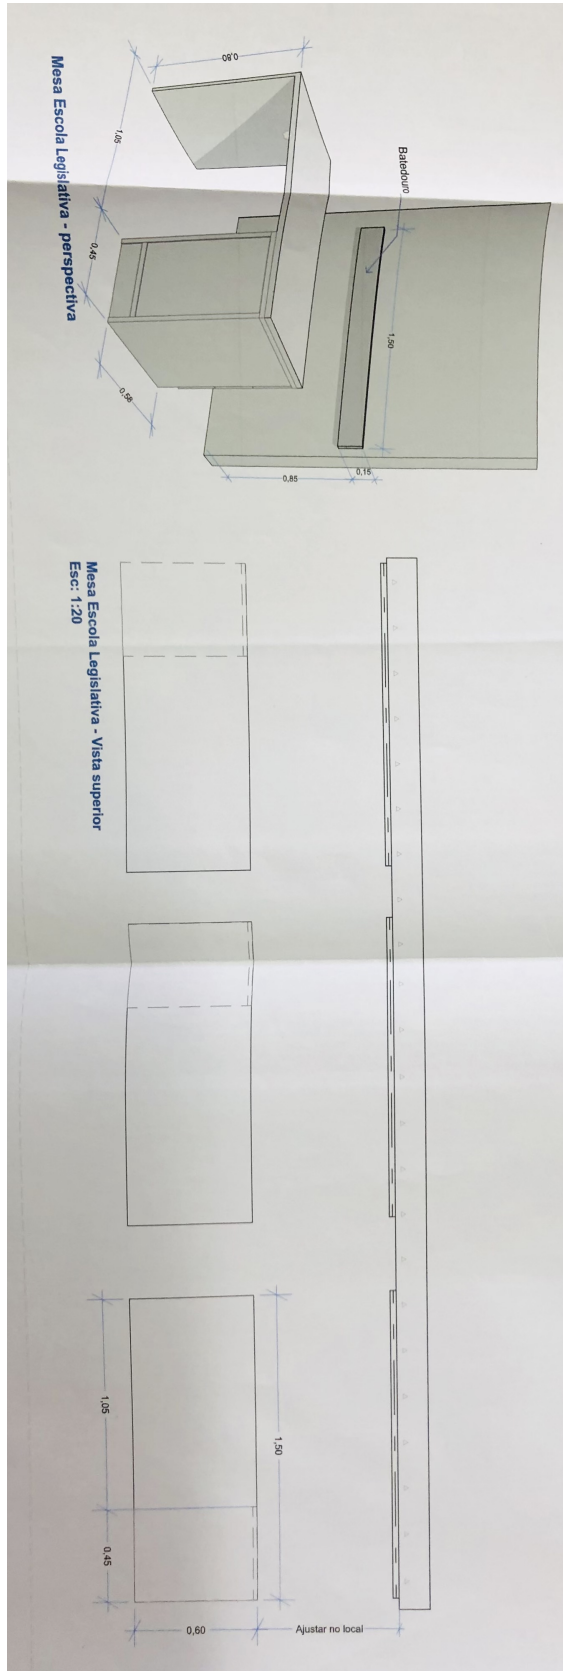 0,80
1,05
0,45
0,56
Batedouro
1,50
0,85
0,15
Mesa Escola Legislativa - perspectiva
1,05
0,45
1,50
0,60
Ajustar no local
Mesa Escola Legislativa - Vista superior
Esc: 1:20